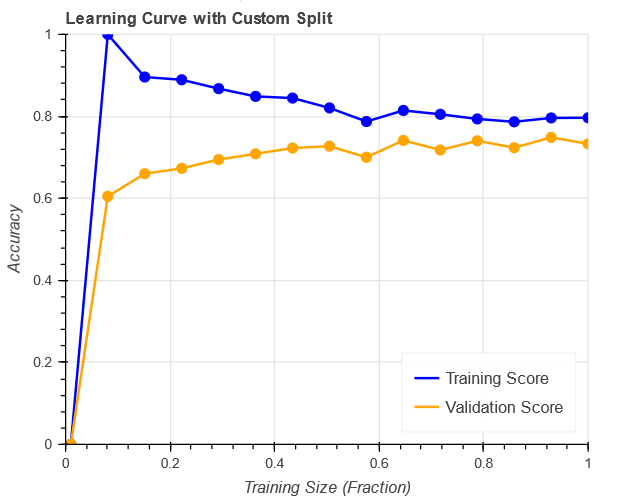 Learning Curve with Custom Split
1
0.8
0.6
0.4
0.2
0
Accuracy
Training Score
Validation Score
0 0.2 0.4 0.6 0.8 1
Training Size (Fraction)